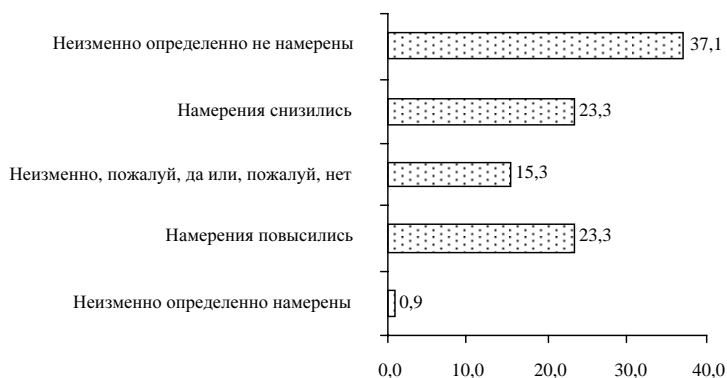 Неизменно определенно не намерены 37,1
Намерения снизились 23,3
Неизменно, пожалуй, да или, пожалуй, нет 15,3
Намерения повысились 23,3
Неизменно определенно намерены 0,9
0,0 10,0 20,0 30,0 40,0